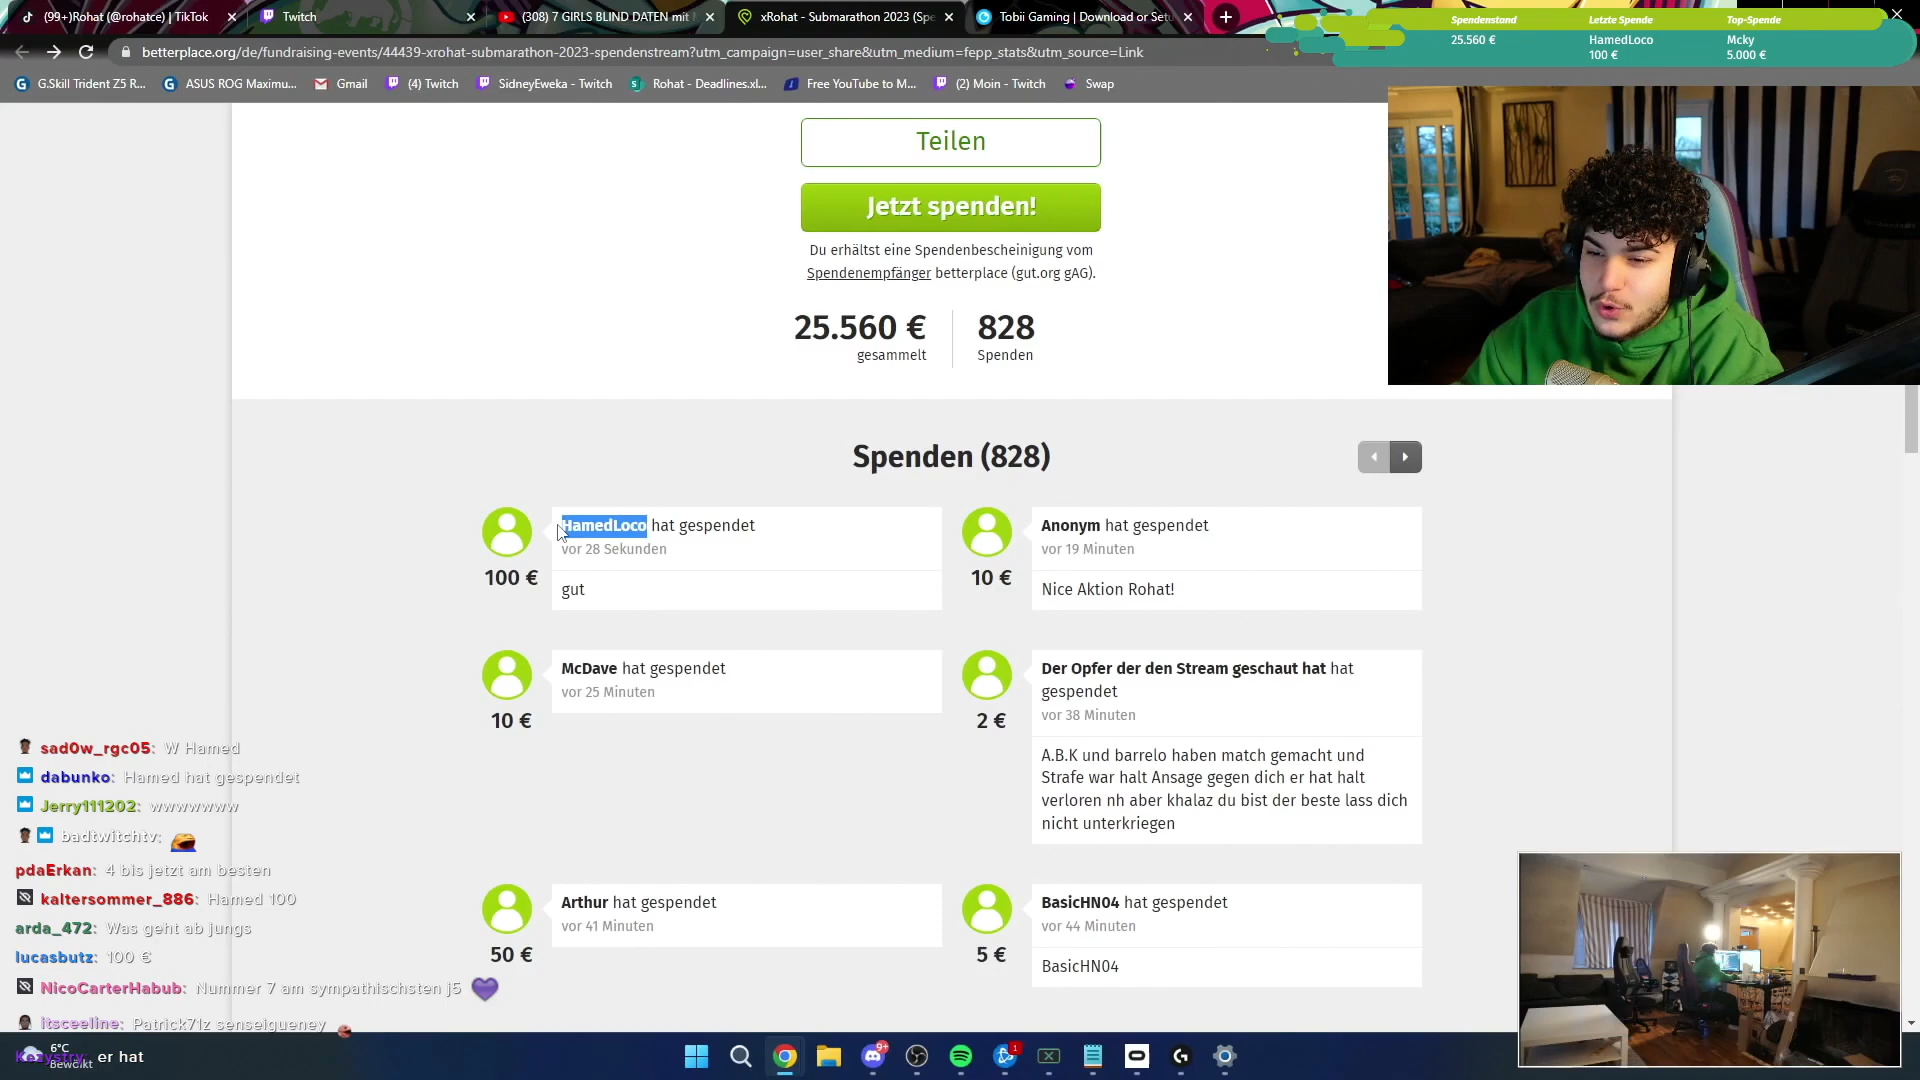 (99+)Rohat (@rohatce) | TikTok
Twitch
(308) 7 GIRLS BLIND DATEN mit
xRohat - Submarathon 2023 (Spe
Tobii Gaming | Download or Setu
betterplace.org/de/fundraising-events/44439-xrohat-submarathon-2023-spendenstream?utm_campaign=user_share&utm_medium=fepp_stats&utm_source=Link
G.Skill Trident Z5 R...
ASUS ROG Maximu...
Gmail
(4) Twitch
SidneyEweka - Twitch
Rohat - Deadlines.xl...
Free YouTube to M...
(2) Moin - Twitch
Swap
Spendenstand
Letzte Spende
Top-Spende
25.560 €
HamedLoco
Mcky
100 €
5.000 €
Teilen
Jetzt spenden!
Du erhältst eine Spendenbescheinigung vom
Spendenempfänger betterplace (gut.org gAG).
25.560 €
gesammelt
828
Spenden
Spenden (828)
HamedLoco hat gespendet
vor 28 Sekunden
100 €
gut
Anonym hat gespendet
vor 19 Minuten
10 €
Nice Aktion Rohat!
McDave hat gespendet
vor 25 Minuten
10 €
Der Opfer der den Stream geschaut hat hat
gespendet
vor 38 Minuten
2 €
A.B.K und barrelo haben match gemacht und
Strafe war halt Ansage gegen dich er hat halt
verloren nh aber khalaz du bist der beste lass dich
nicht unterkriegen
Arthur hat gespendet
vor 41 Minuten
50 €
BasicHN04 hat gespendet
vor 44 Minuten
5 €
BasicHN04
sad0w_rgc05: W Hamed
dabunko: Hamed hat gespendet
Jerry111202: wwwwwww
badtwitchtv:
pdaErkan: 4 bis jetzt am besten
kaltersommer_886: Hamed 100
arda_472: Was geht ab jungs
lucasbutz: 100 €
NicoCarterHabub: Nummer 7 am sympathischsten j5
itsceeline: Patrick71z senseigueney
er hat
6°C
Bewölkt
9+
1